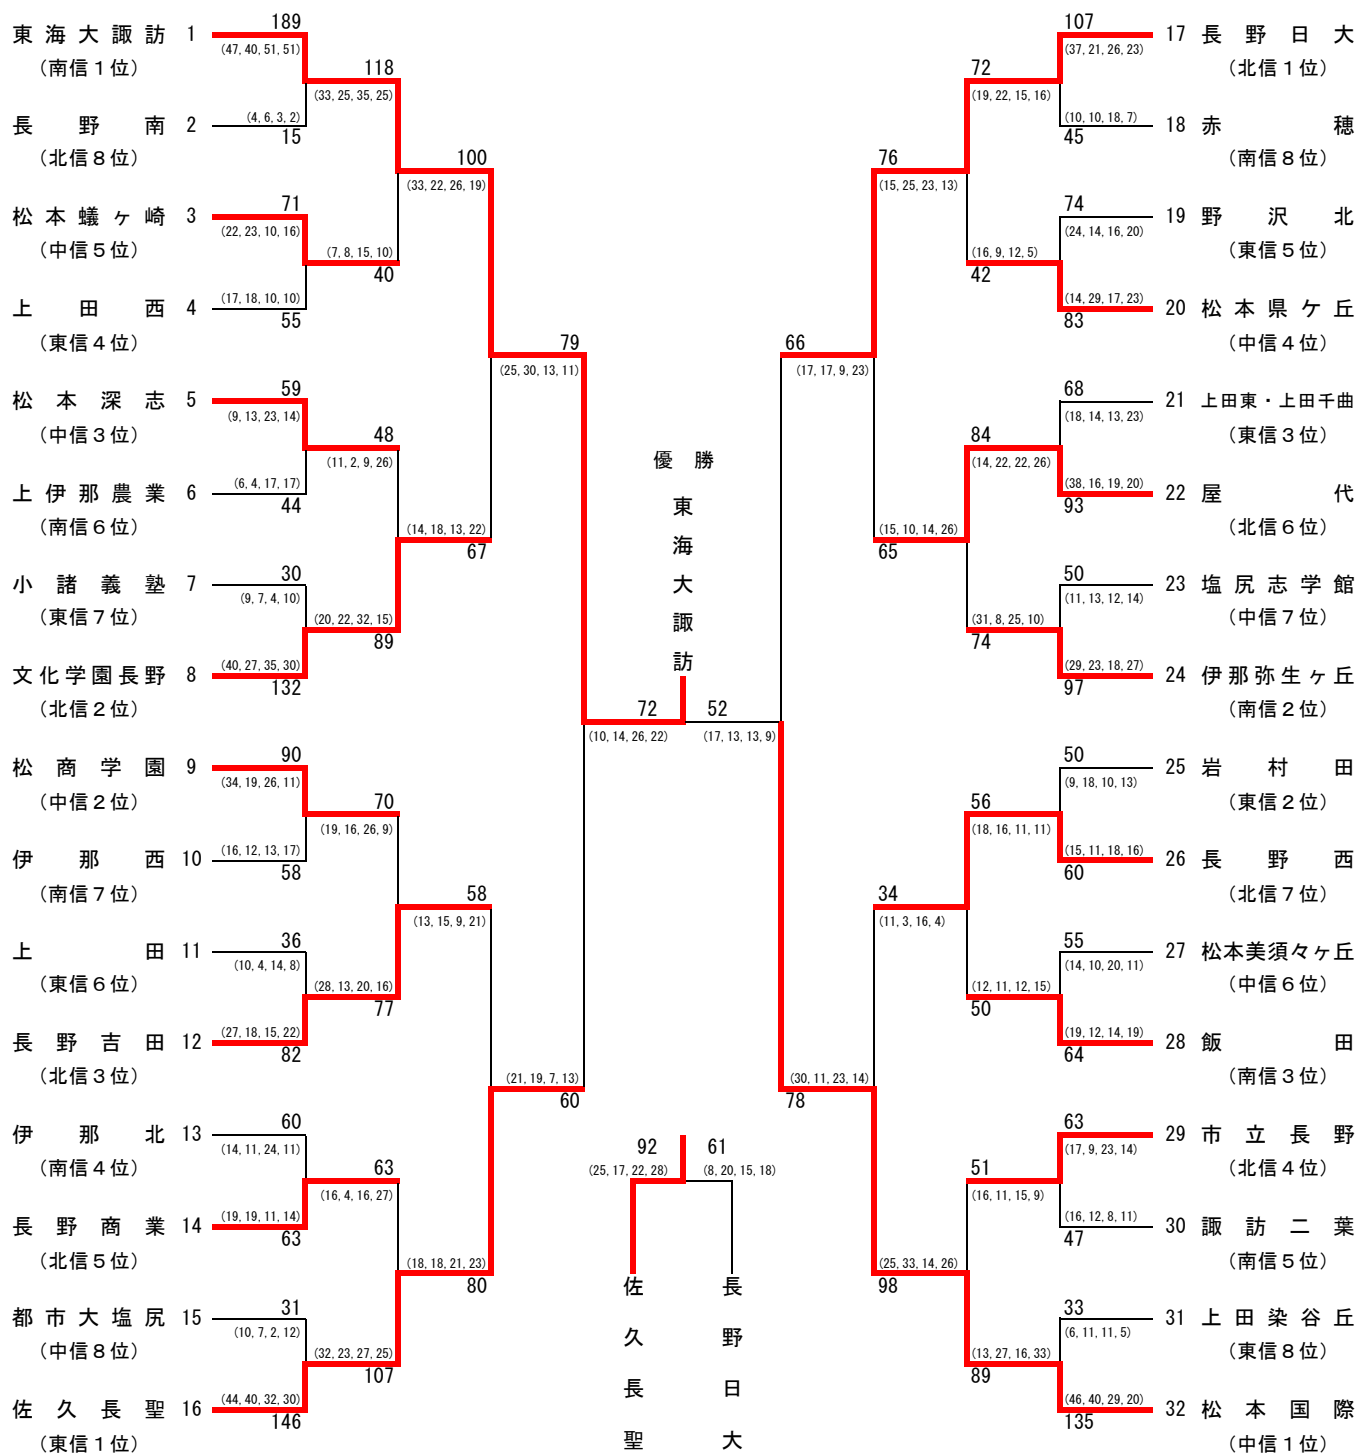 東海大諏訪 1 189
(南信1位) (47, 40, 51, 51)
118
(33, 25, 35, 25)
長野南 2 (4, 6, 3, 2)
(北信8位) 15
100
(33, 22, 26, 19)
松本蟻ヶ崎 3 71
(中信5位) (22, 23, 10, 16)
(7, 8, 15, 10)
40
上田西 4 (17, 18, 10, 10)
(東信4位) 55
79
(25, 30, 13, 11)
松本深志 5 59
(中信3位) (9, 13, 23, 14)
48
(11, 2, 9, 26)
上伊那農業 6 (6, 4, 17, 17)
(南信6位) 44
(14, 18, 13, 22)
67
小諸義塾 7 30
(東信7位) (9, 7, 4, 10)
(20, 22, 32, 15)
89
文化学園長野 8 (40, 27, 35, 30)
(北信2位) 132
72
(10, 14, 26, 22)
松商学園 9 90
(中信2位) (34, 19, 26, 11)
70
(19, 16, 26, 9)
伊那西 10 (16, 12, 13, 17)
(南信7位) 58
58
(13, 15, 9, 21)
上田 11 36
(東信6位) (10, 4, 14, 8)
(28, 13, 20, 16)
77
長野吉田 12 (27, 18, 15, 22)
(北信3位) 82
(21, 19, 7, 13)
60
伊那北 13 60
(南信4位) (14, 11, 24, 11)
63
(16, 4, 16, 27)
長野商業 14 (19, 19, 11, 14)
(北信5位) 63
(18, 18, 21, 23)
80
都市大塩尻 15 31
(中信8位) (10, 7, 2, 12)
(32, 23, 27, 25)
107
佐久長聖 16 (44, 40, 32, 30)
(東信1位) 146
優勝
東海大諏訪
92 61
(25, 17, 22, 28) (8, 20, 15, 18)
佐久長聖
長野日大
107 17 長野日大
(37, 21, 26, 23) (北信1位)
72
(19, 22, 15, 16)
(10, 10, 18, 7) 18 赤穂
45 (南信8位)
76
(15, 25, 23, 13)
74 19 野沢北
(24, 14, 16, 20) (東信5位)
(16, 9, 12, 5)
42
(14, 29, 17, 23) 20 松本県ケ丘
83 (中信4位)
66
(17, 17, 9, 23)
68 21 上田東・上田千曲
(18, 14, 13, 23) (東信3位)
84
(14, 22, 22, 26)
(38, 16, 19, 20) 22 屋代
93 (北信6位)
(15, 10, 14, 26)
65
50 23 塩尻志学館
(11, 13, 12, 14) (中信7位)
(31, 8, 25, 10)
74
(29, 23, 18, 27) 24 伊那弥生ヶ丘
97 (南信2位)
52
(17, 13, 13, 9)
50 25 岩村田
(9, 18, 10, 13) (東信2位)
56
(18, 16, 11, 11)
(15, 11, 18, 16) 26 長野西
60 (北信7位)
34
(11, 3, 16, 4)
55 27 松本美須々ヶ丘
(14, 10, 20, 11) (中信6位)
(12, 11, 12, 15)
50
(19, 12, 14, 19) 28 飯田
64 (南信3位)
(30, 11, 23, 14)
78
63 29 市立長野
(17, 9, 23, 14) (北信4位)
51
(16, 11, 15, 9)
(16, 12, 8, 11) 30 諏訪二葉
47 (南信5位)
(25, 33, 14, 26)
98
33 31 上田染谷丘
(6, 11, 11, 5) (東信8位)
(13, 27, 16, 33)
89
(46, 40, 29, 20) 32 松本国際
135 (中信1位)